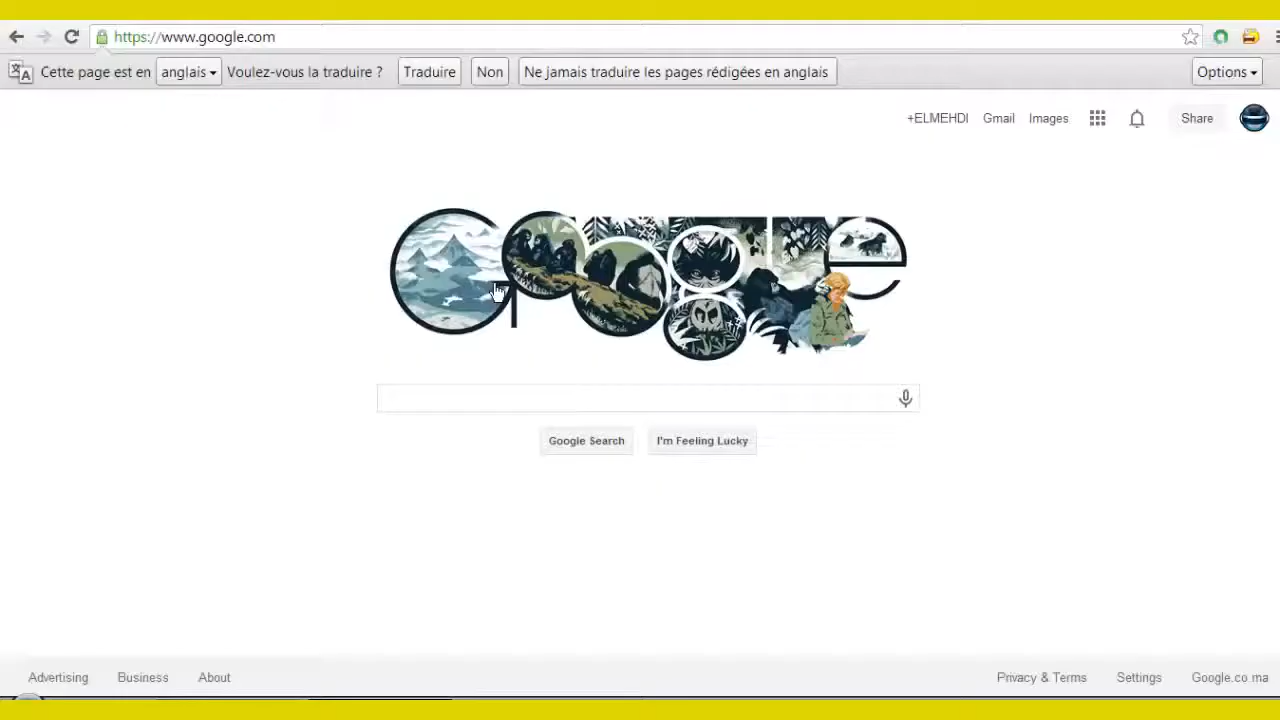 https://www.google.com
Cette page est en anglais Voulez-vous la traduire ? Traduire Non Ne jamais traduire les pages rédigées en anglais Options
+ELMEHDI Gmail Images Share
Google
Google Search I'm Feeling Lucky
Advertising Business About Privacy & Terms Settings Google.co.ma